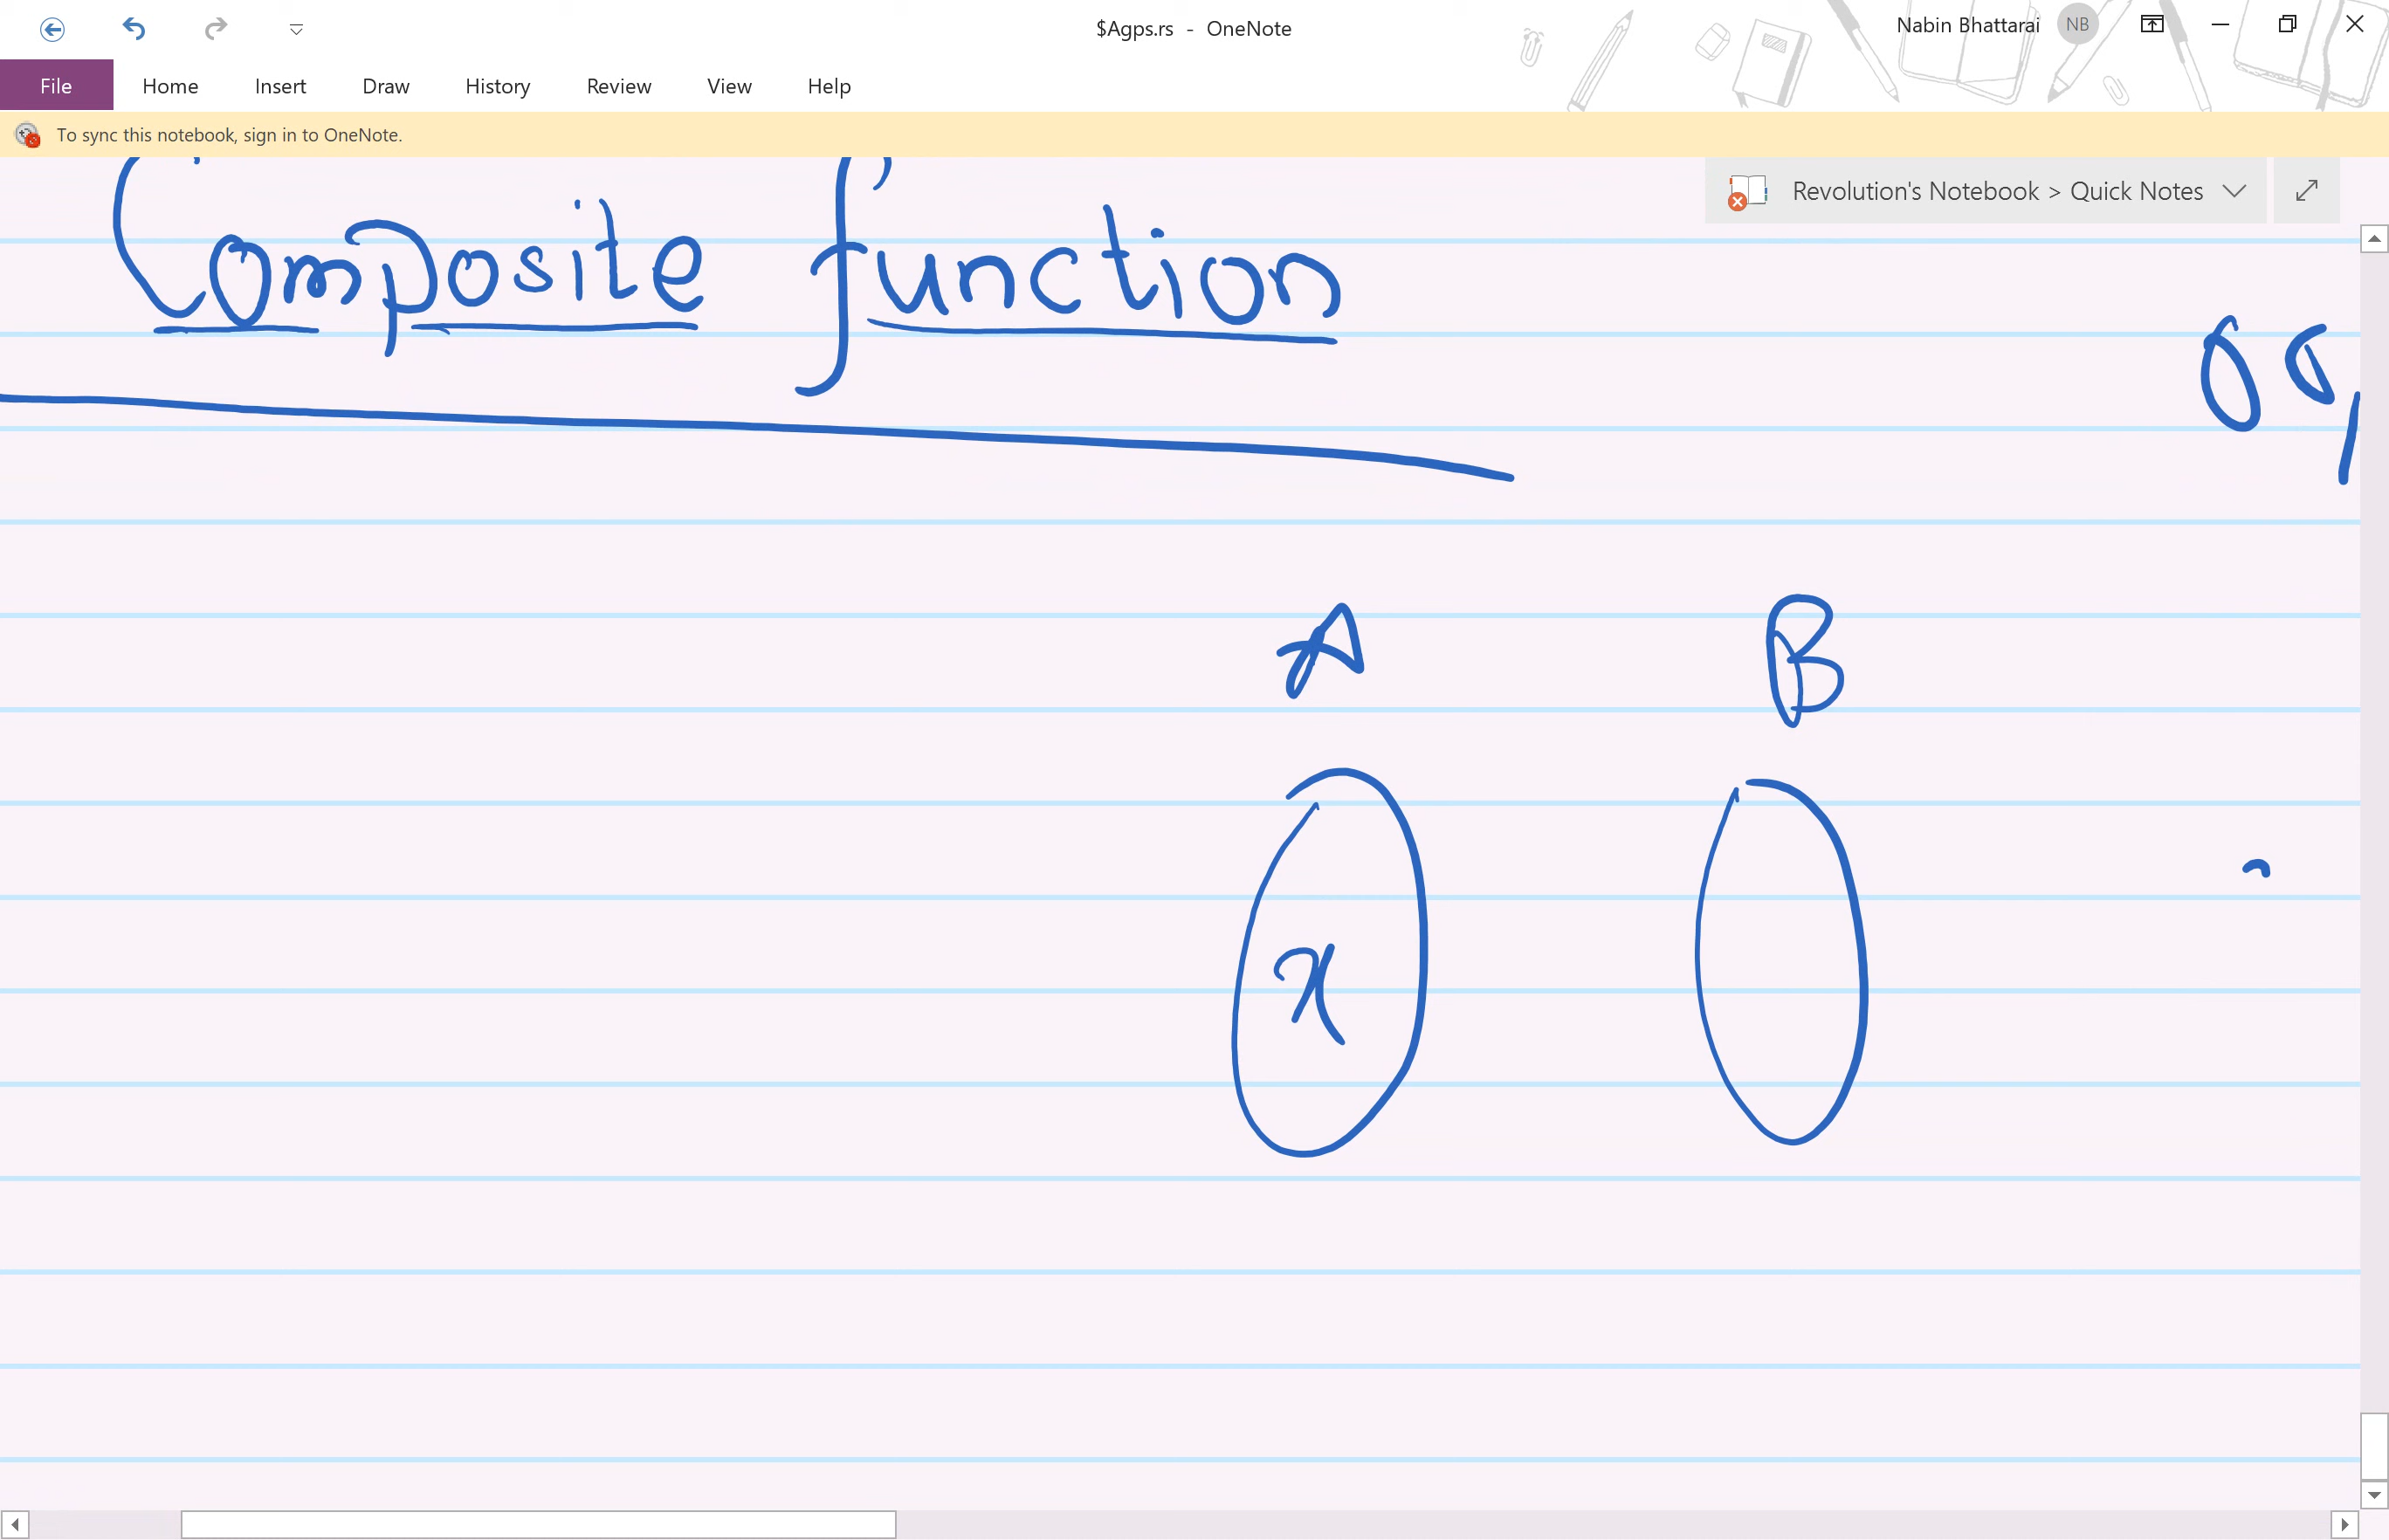 $Agps.rs - OneNote
Nabin Bhattarai NB
File Home Insert Draw History Review View Help
To sync this notebook, sign in to OneNote.
Revolution's Notebook > Quick Notes
Composite function
A B
x